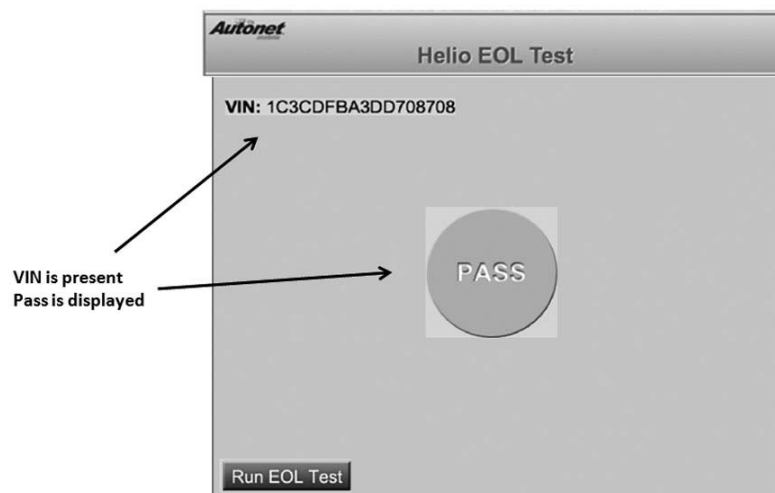 Autonet
Helio EOL Test
VIN: 1C3CDFBA3DD708708
VIN is present
Pass is displayed
PASS
Run EOL Test